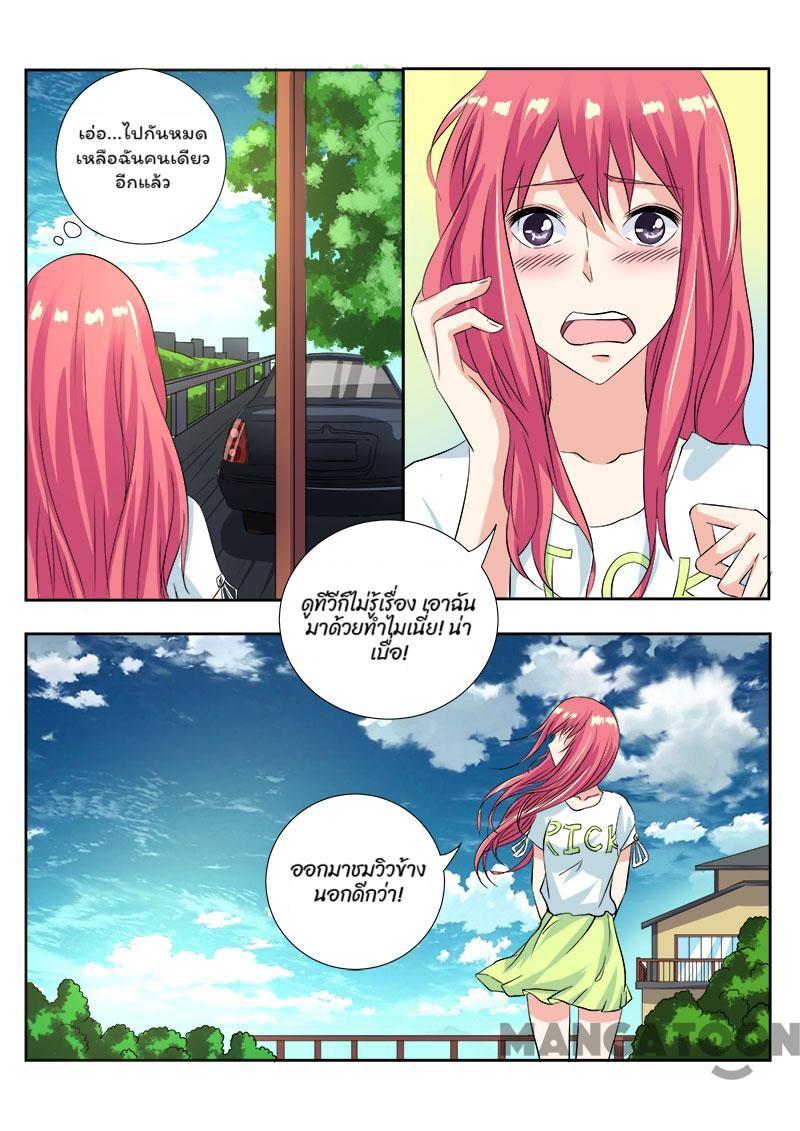 เอ่อ...ไปกันหมด
เหลือฉันคนเดียว
อีกแล้ว
TCK
ดูทีวีก็ไม่รู้เรื่อง เอาฉัน
มาด้วยทำไมเนี่ย! น่า
เบื่อ!
RICK
ออกมาชมวิวข้าง
นอกดีกว่า!
MANGATOON